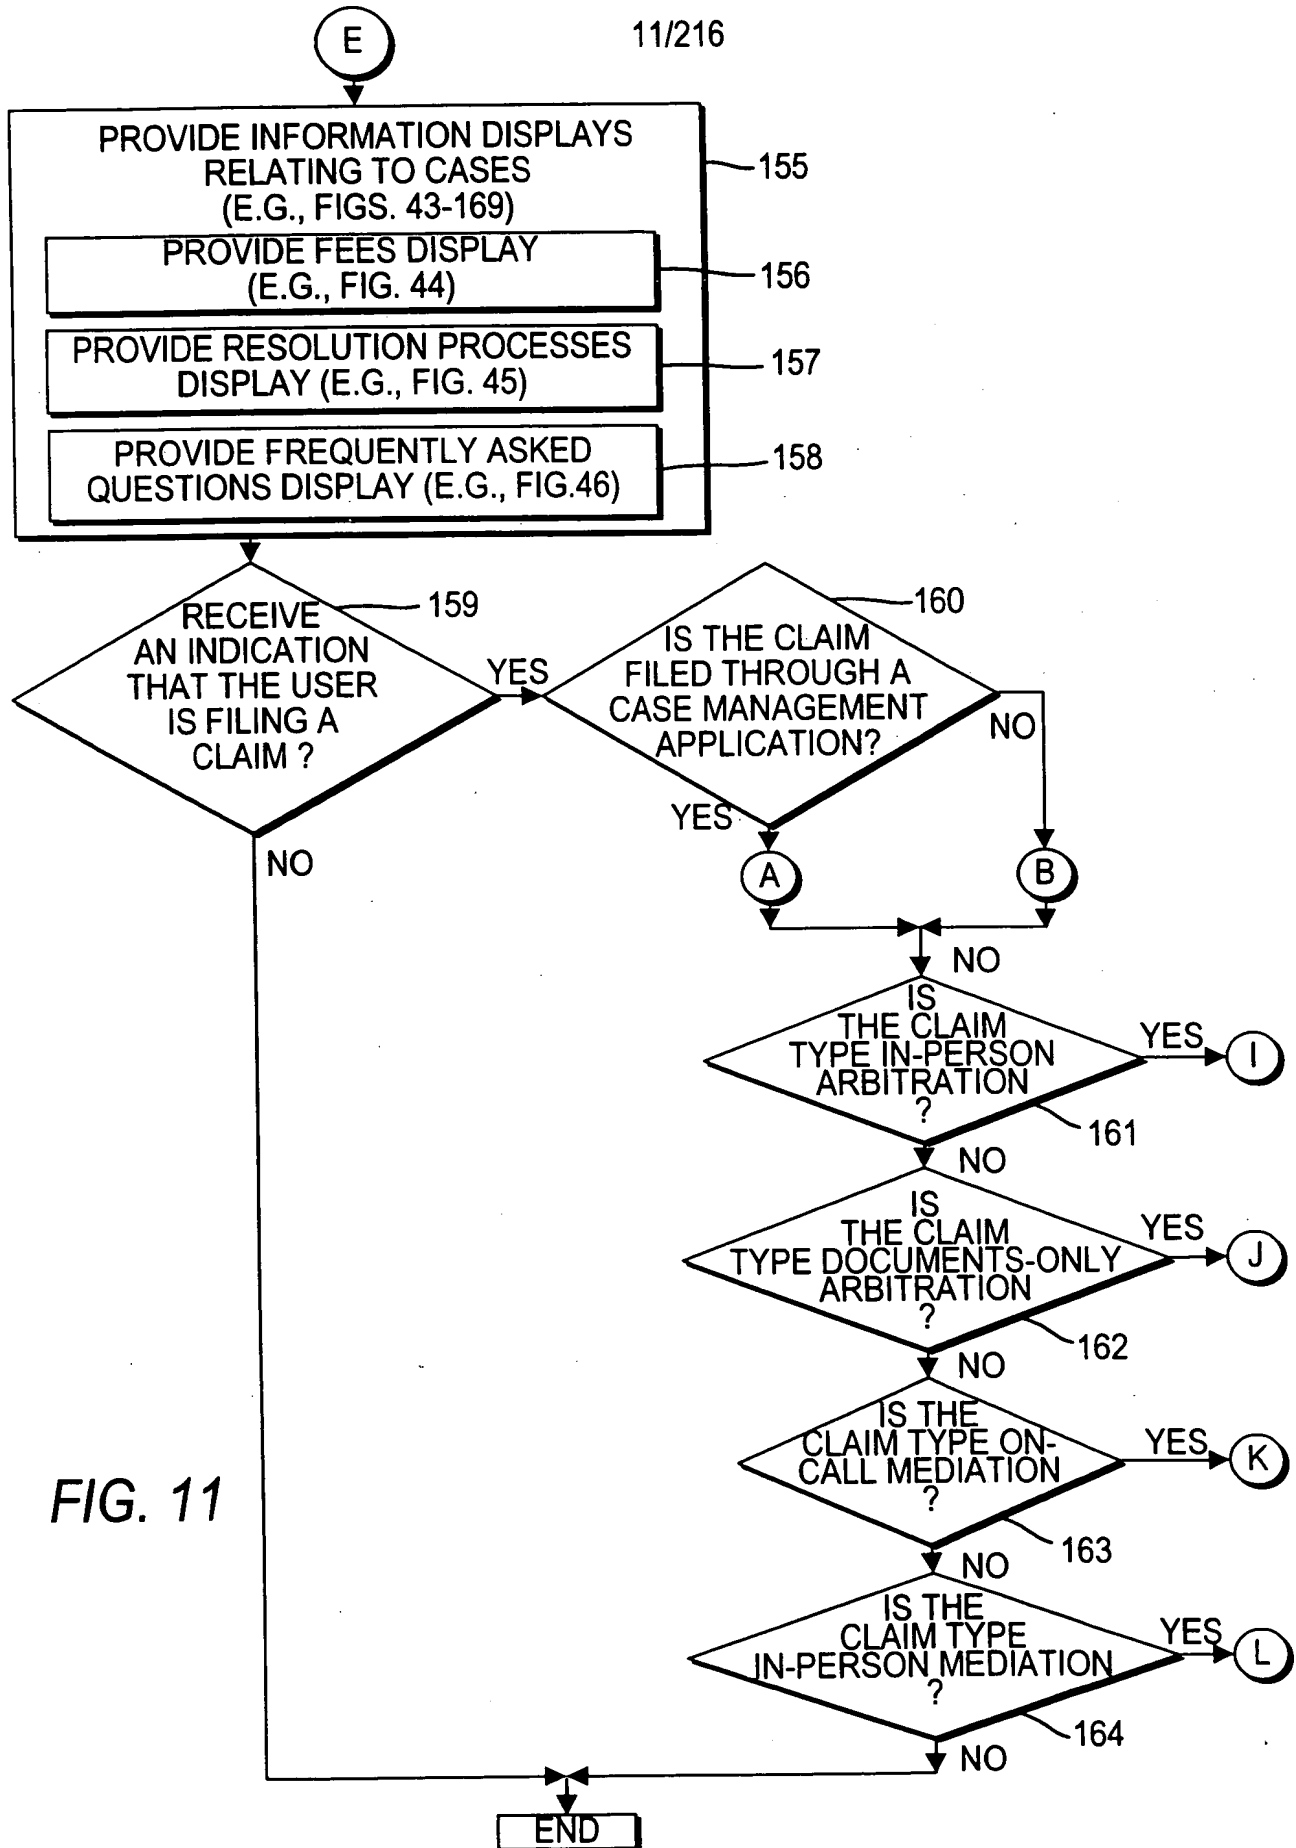 E
11/216
PROVIDE INFORMATION DISPLAYS
RELATING TO CASES
(E.G., FIGS. 43-169)
155
PROVIDE FEES DISPLAY
(E.G., FIG. 44)
156
PROVIDE RESOLUTION PROCESSES
DISPLAY (E.G., FIG. 45)
157
PROVIDE FREQUENTLY ASKED
QUESTIONS DISPLAY (E.G., FIG.46)
158
RECEIVE
AN INDICATION
THAT THE USER
IS FILING A
CLAIM ?
159
YES
NO
IS THE CLAIM
FILED THROUGH A
CASE MANAGEMENT
APPLICATION?
160
NO
YES
A
B
NO
IS
THE CLAIM
TYPE IN-PERSON
ARBITRATION
?
YES
I
161
NO
IS
THE CLAIM
TYPE DOCUMENTS-ONLY
ARBITRATION
?
YES
J
162
NO
IS THE
CLAIM TYPE ON-
CALL MEDIATION
?
YES
K
163
NO
IS THE
CLAIM TYPE
IN-PERSON MEDIATION
?
YES
L
164
NO
END
FIG. 11